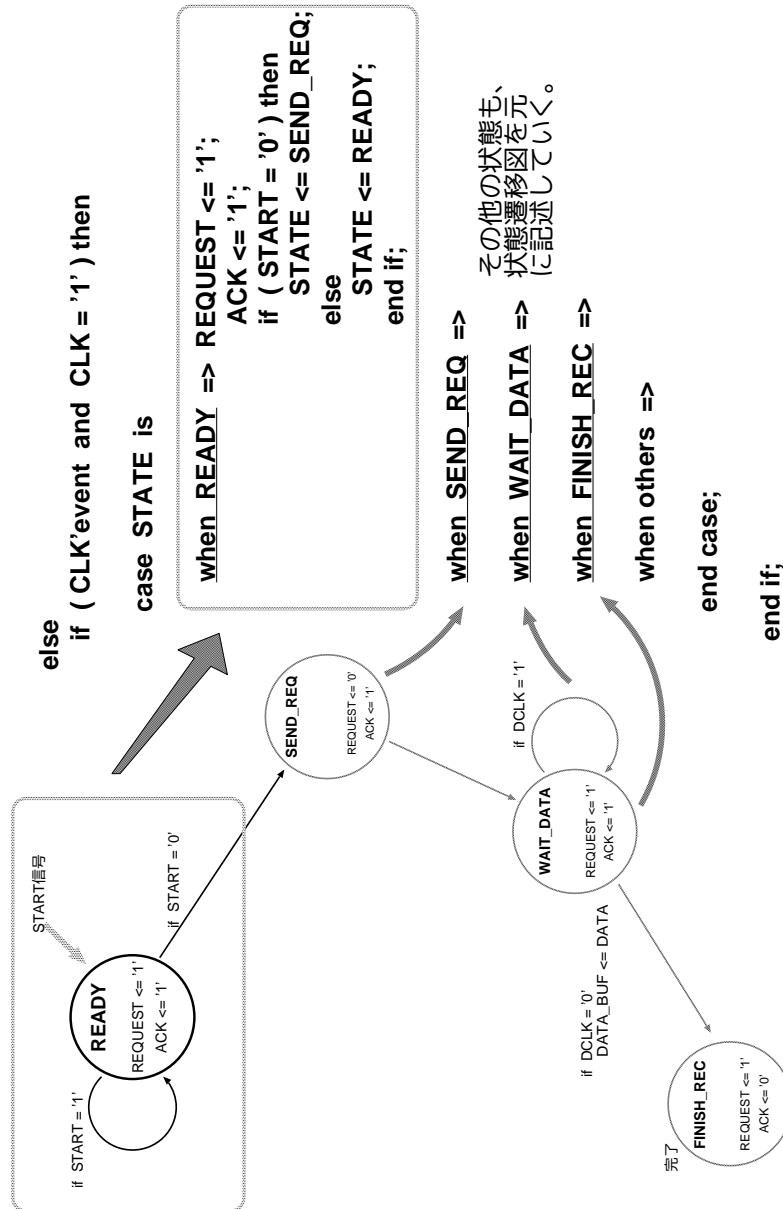 START信号
if START = '1'
READY
REQUEST <= '1'
ACK <= '1'
if START = '0'
SEND_REQ
REQUEST <= '0'
ACK <= '1'
if DCLK = '1'
WAIT_DATA
REQUEST <= '1'
ACK <= '1'
if DCLK = '0'
DATA_BUF <= DATA
完了
FINISH_REC
REQUEST <= '1'
ACK <= '0'
else
if ( CLK'event and CLK = '1' ) then
case STATE is
when READY => REQUEST <= '1';
ACK <= '1';
if ( START = '0' ) then
STATE <= SEND_REQ;
else
STATE <= READY;
end if;
when SEND_REQ =>
when WAIT_DATA =>
when FINISH_REC =>
when others =>
end case;
end if;
その他の状態も、
状態遷移図を元
に記述していく。